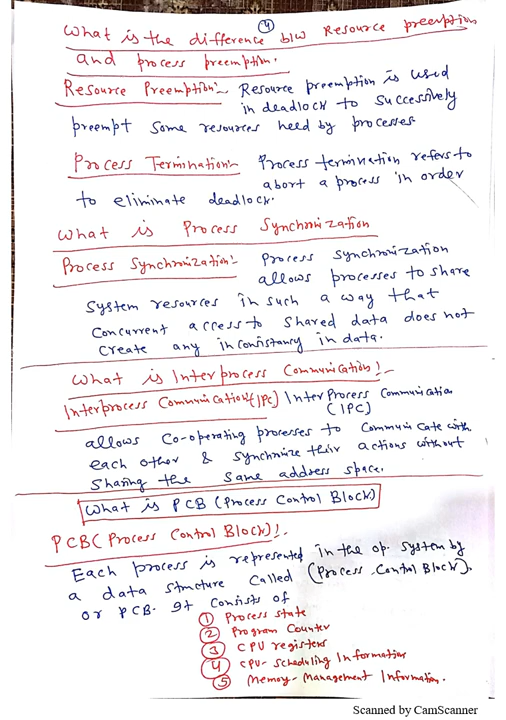 4
What is the difference b/w Resource preemption
and process preemption.
Resource Preemption:- Resource preemption is used
in deadlock to successively
preempt some resources heed by processes
Process Termination:- Process termination refers to
abort a process in order
to eliminate deadlock.
What is Process Synchronization
Process Synchronization:- Process Synchronization
allows processes to share
System resources in such a way that
concurrent access to shared data does not
create any inconsistancy in data.
What is Interprocess Communication!-
Interprocess Communication:(IPC) InterProcess Communication
(IPC)
allows Co-operating processes to communicate with
each other & synchronize their actions without
Sharing the same address space.
What is PCB (Process Control Block)
PCB (Process Control Block)!-
Each process is represented in the op. System by
a data structure called (Process Control Block).
or PCB. It consists of
① Process state
② Program Counter
③ CPU registers
④ CPU- Scheduling Information
⑤ Memory-Management Information.
Scanned by CamScanner